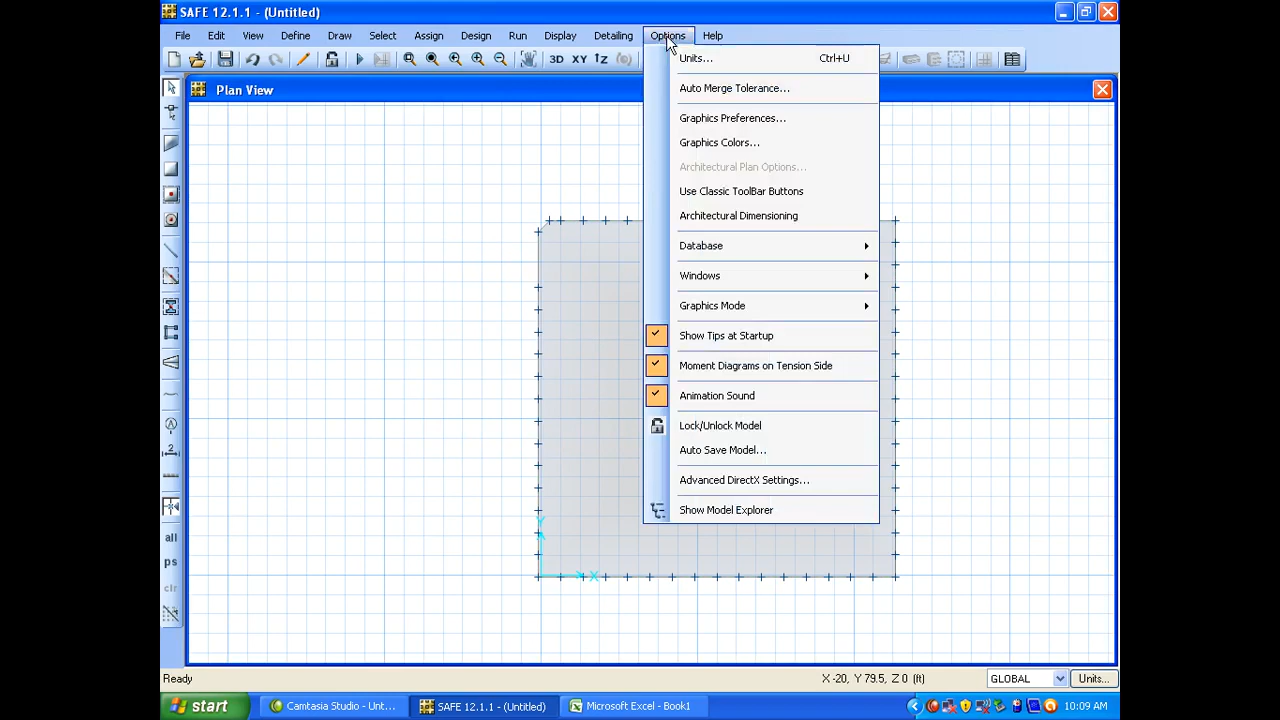 SAFE 12.1.1 - (Untitled)
File Edit View Define Draw Select Assign Design Run Display Detailing Options Help
3D XY
Plan View
Units... Ctrl+U
Auto Merge Tolerance...
Graphics Preferences...
Graphics Colors...
Architectural Plan Options...
Use Classic ToolBar Buttons
Architectural Dimensioning
Database
Windows
Graphics Mode
Show Tips at Startup
Moment Diagrams on Tension Side
Animation Sound
Lock/Unlock Model
Auto Save Model...
Advanced DirectX Settings...
Show Model Explorer
Y
X
all
ps
clr
Ready X -20, Y 79.5, Z 0 (ft) GLOBAL Units...
start Camtasia Studio - Unt... SAFE 12.1.1 - (Untitled) Microsoft Excel - Book1 10:09 AM